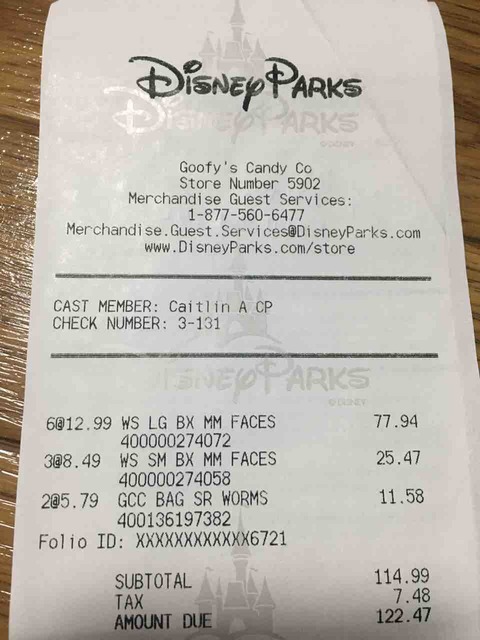 Disney Parks
Disney Parks
©DISNEY
Goofy's Candy Co
Store Number 5902
Merchandise Guest Services:
1-877-560-6477
Merchandise.Guest.Services@DisneyParks.com
www.DisneyParks.com/store
CAST MEMBER: Caitlin A CP
CHECK NUMBER: 3-131
Disney Parks
©DISNEY
6@12.99 WS LG BX MM FACES 77.94
400000274072
3@8.49 WS SM BX MM FACES 25.47
400000274058
2@5.79 GCC BAG SR WORMS 11.58
400136197382
Folio ID: XXXXXXXXXXXX6721
SUBTOTAL 114.99
TAX 7.48
AMOUNT DUE 122.47